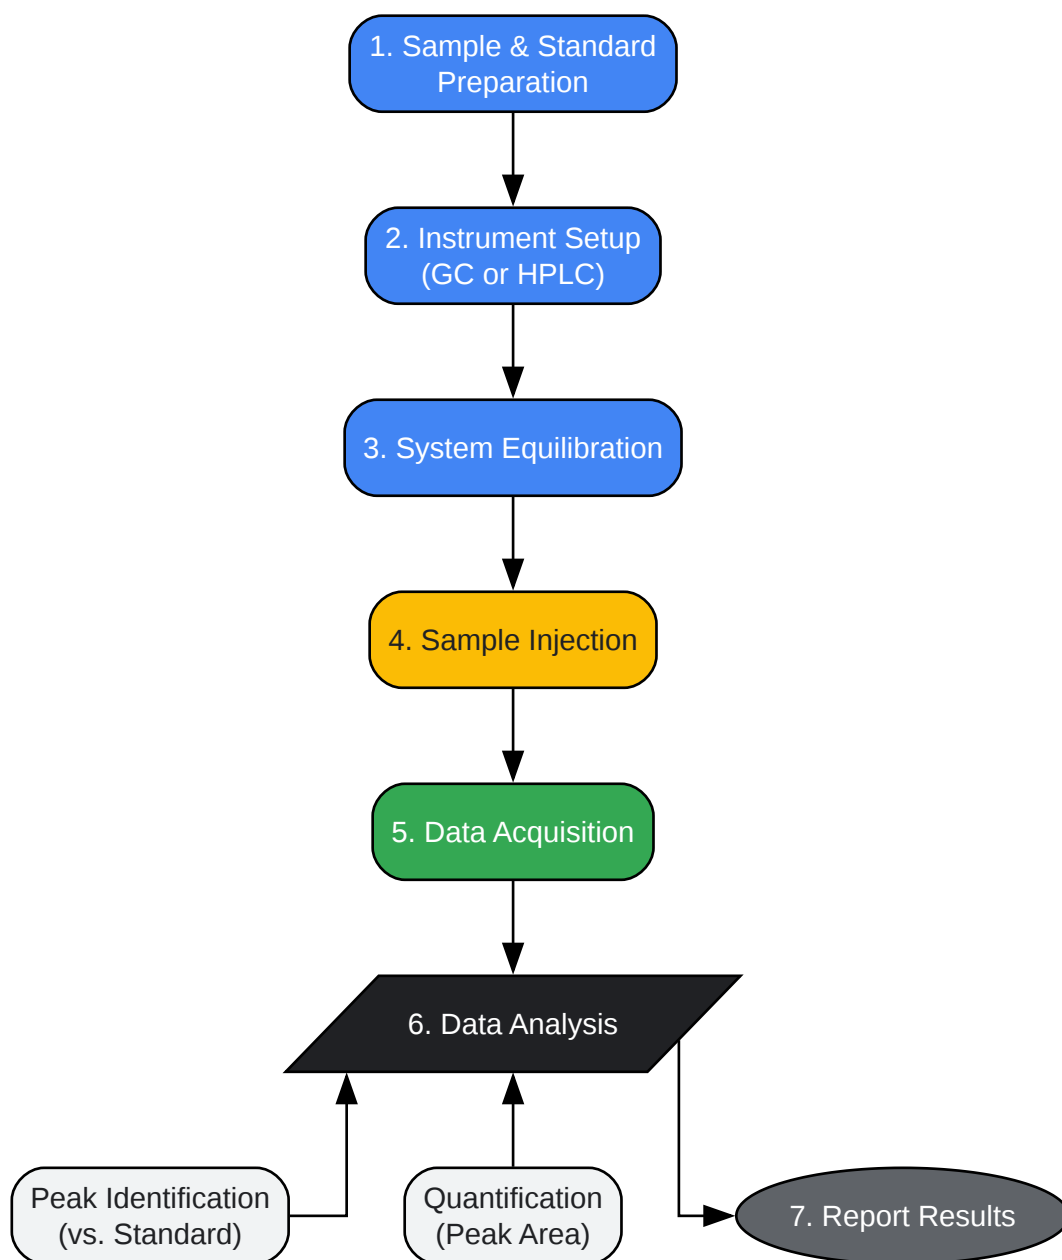 1. Sample & Standard
Preparation
2. Instrument Setup
(GC or HPLC)
3. System Equilibration
4. Sample Injection
5. Data Acquisition
6. Data Analysis
Peak Identification
(vs. Standard)
Quantification
(Peak Area)
7. Report Results